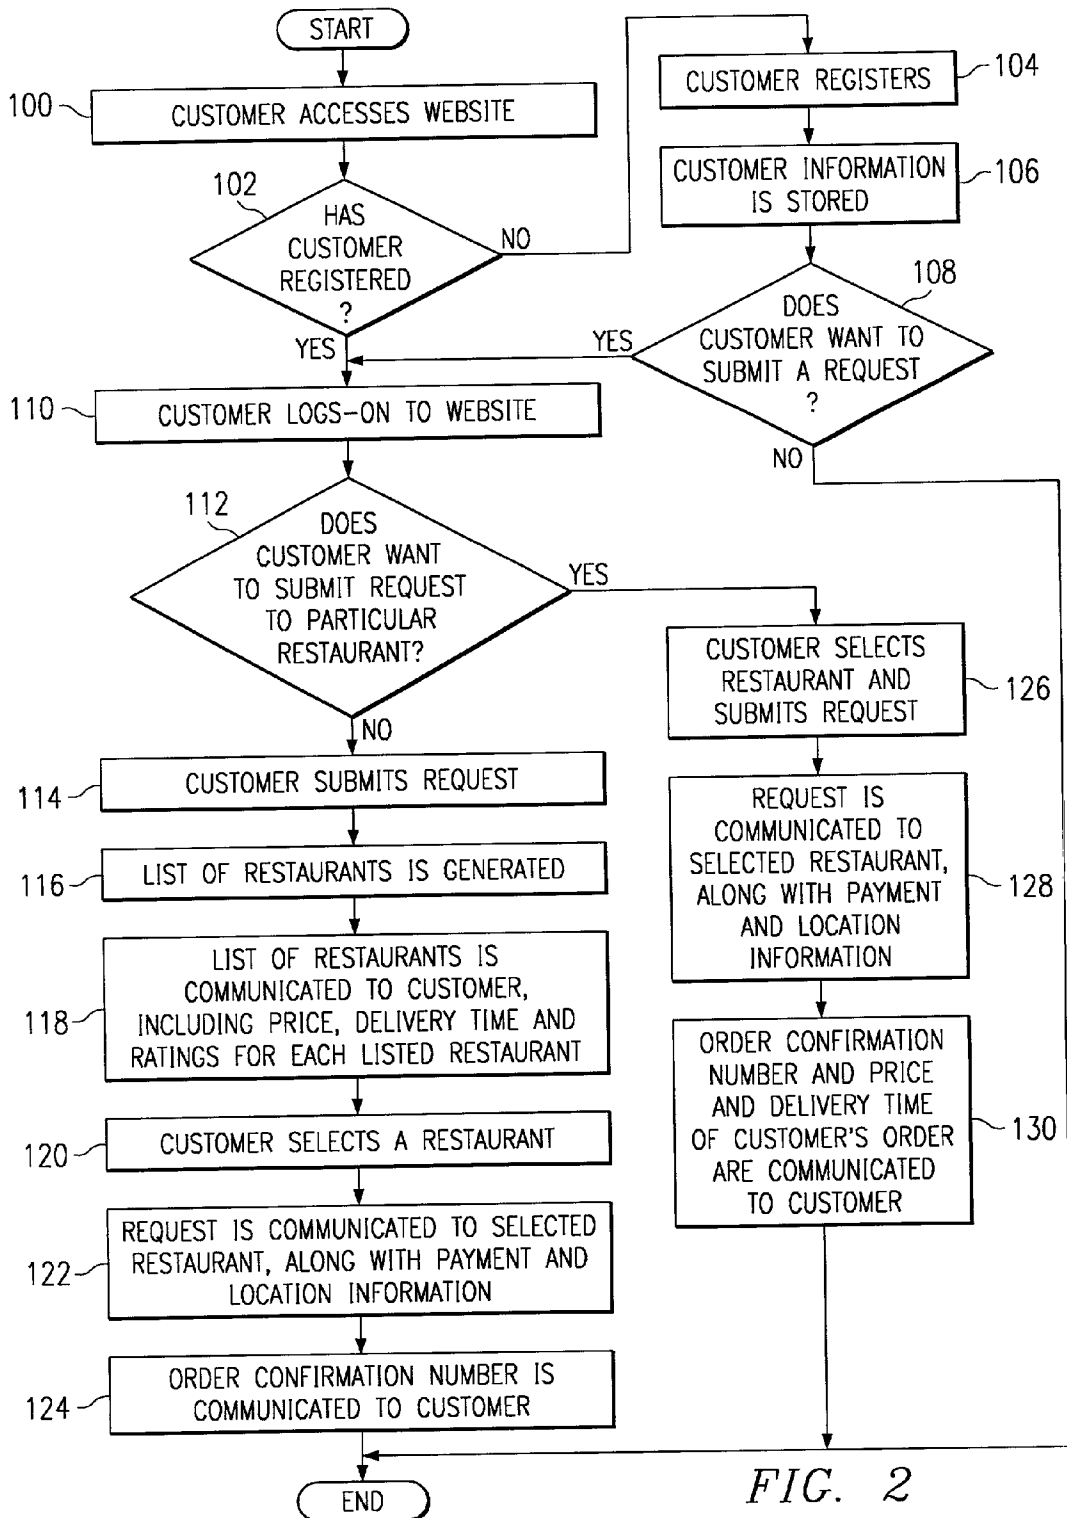 START
100
CUSTOMER ACCESSES WEBSITE
102
HAS
CUSTOMER
REGISTERED
?
NO
YES
CUSTOMER REGISTERS
104
CUSTOMER INFORMATION
IS STORED
106
108
DOES
CUSTOMER WANT TO
SUBMIT A REQUEST
?
YES
NO
110
CUSTOMER LOGS-ON TO WEBSITE
112
DOES
CUSTOMER WANT
TO SUBMIT REQUEST
TO PARTICULAR
RESTAURANT?
YES
NO
114
CUSTOMER SUBMITS REQUEST
116
LIST OF RESTAURANTS IS GENERATED
118
LIST OF RESTAURANTS IS
COMMUNICATED TO CUSTOMER,
INCLUDING PRICE, DELIVERY TIME AND
RATINGS FOR EACH LISTED RESTAURANT
120
CUSTOMER SELECTS A RESTAURANT
122
REQUEST IS COMMUNICATED TO SELECTED
RESTAURANT, ALONG WITH PAYMENT AND
LOCATION INFORMATION
124
ORDER CONFIRMATION NUMBER IS
COMMUNICATED TO CUSTOMER
CUSTOMER SELECTS
RESTAURANT AND
SUBMITS REQUEST
126
REQUEST IS
COMMUNICATED TO
SELECTED RESTAURANT,
ALONG WITH PAYMENT
AND LOCATION
INFORMATION
128
ORDER CONFIRMATION
NUMBER AND PRICE
AND DELIVERY TIME
OF CUSTOMER'S ORDER
ARE COMMUNICATED
TO CUSTOMER
130
END
FIG. 2